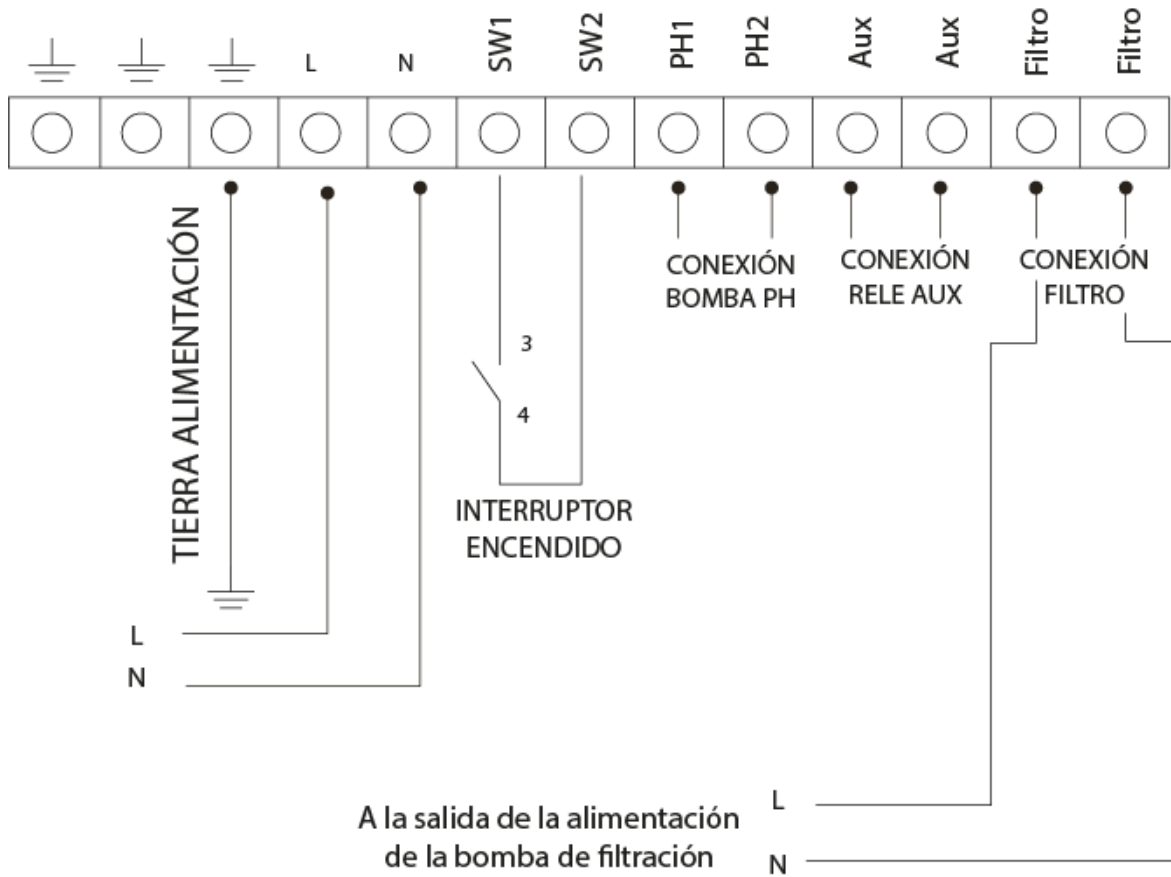 L N SW1 SW2 PH1 PH2 Aux Aux Filtro Filtro
TIERRA ALIMENTACIÓN
CONEXIÓN
BOMBA PH
CONEXIÓN
RELE AUX
CONEXIÓN
FILTRO
3
4
INTERRUPTOR
ENCENDIDO
L
N
A la salida de la alimentación
de la bomba de filtración
L
N